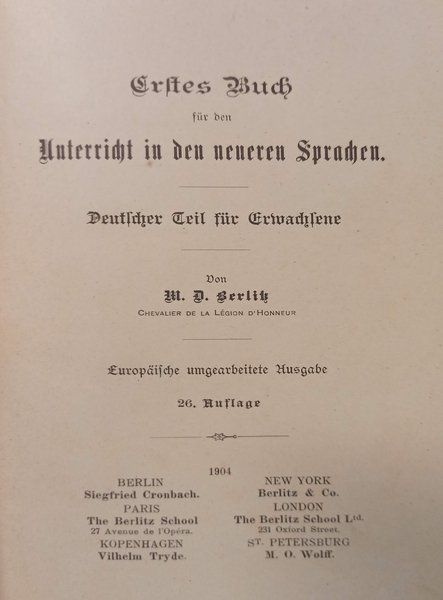 Erstes Buch
für den
Unterricht in den neueren Sprachen.
Deutscher Teil für Erwachsene
Von
M. D. Berlitz
CHEVALIER DE LA LÉGION D'HONNEUR
Europäische umgearbeitete Ausgabe
26. Auflage
1904
BERLIN
Siegfried Cronbach.
PARIS
The Berlitz School
27 Avenue de l'Opéra.
KOPENHAGEN
Vilhelm Tryde.
NEW YORK
Berlitz & Co.
LONDON
The Berlitz School Ltd.
231 Oxford Street.
ST. PETERSBURG
M. O. Wolff.